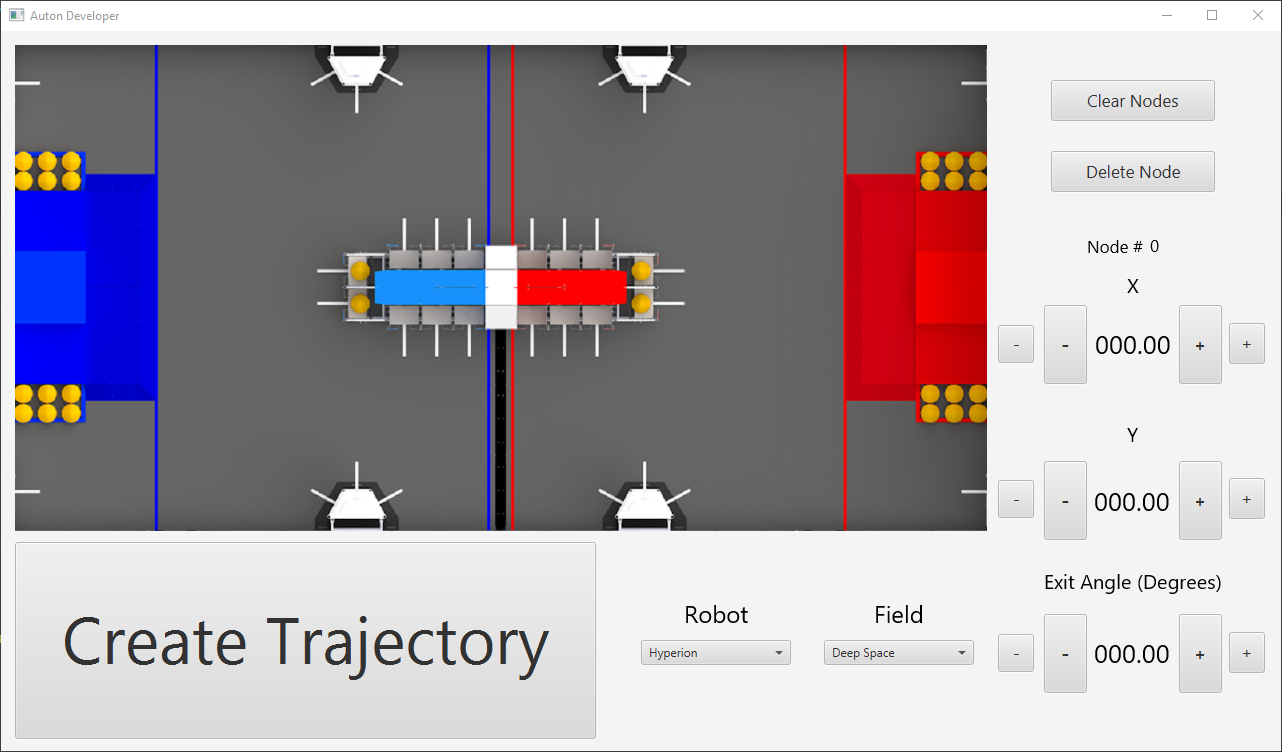 Auton Developer
Clear Nodes
Delete Node
Node # 0
X
- - 000.00 + +
Y
- - 000.00 + +
Exit Angle (Degrees)
- - 000.00 + +
Create Trajectory
Robot
Hyperion
Field
Deep Space